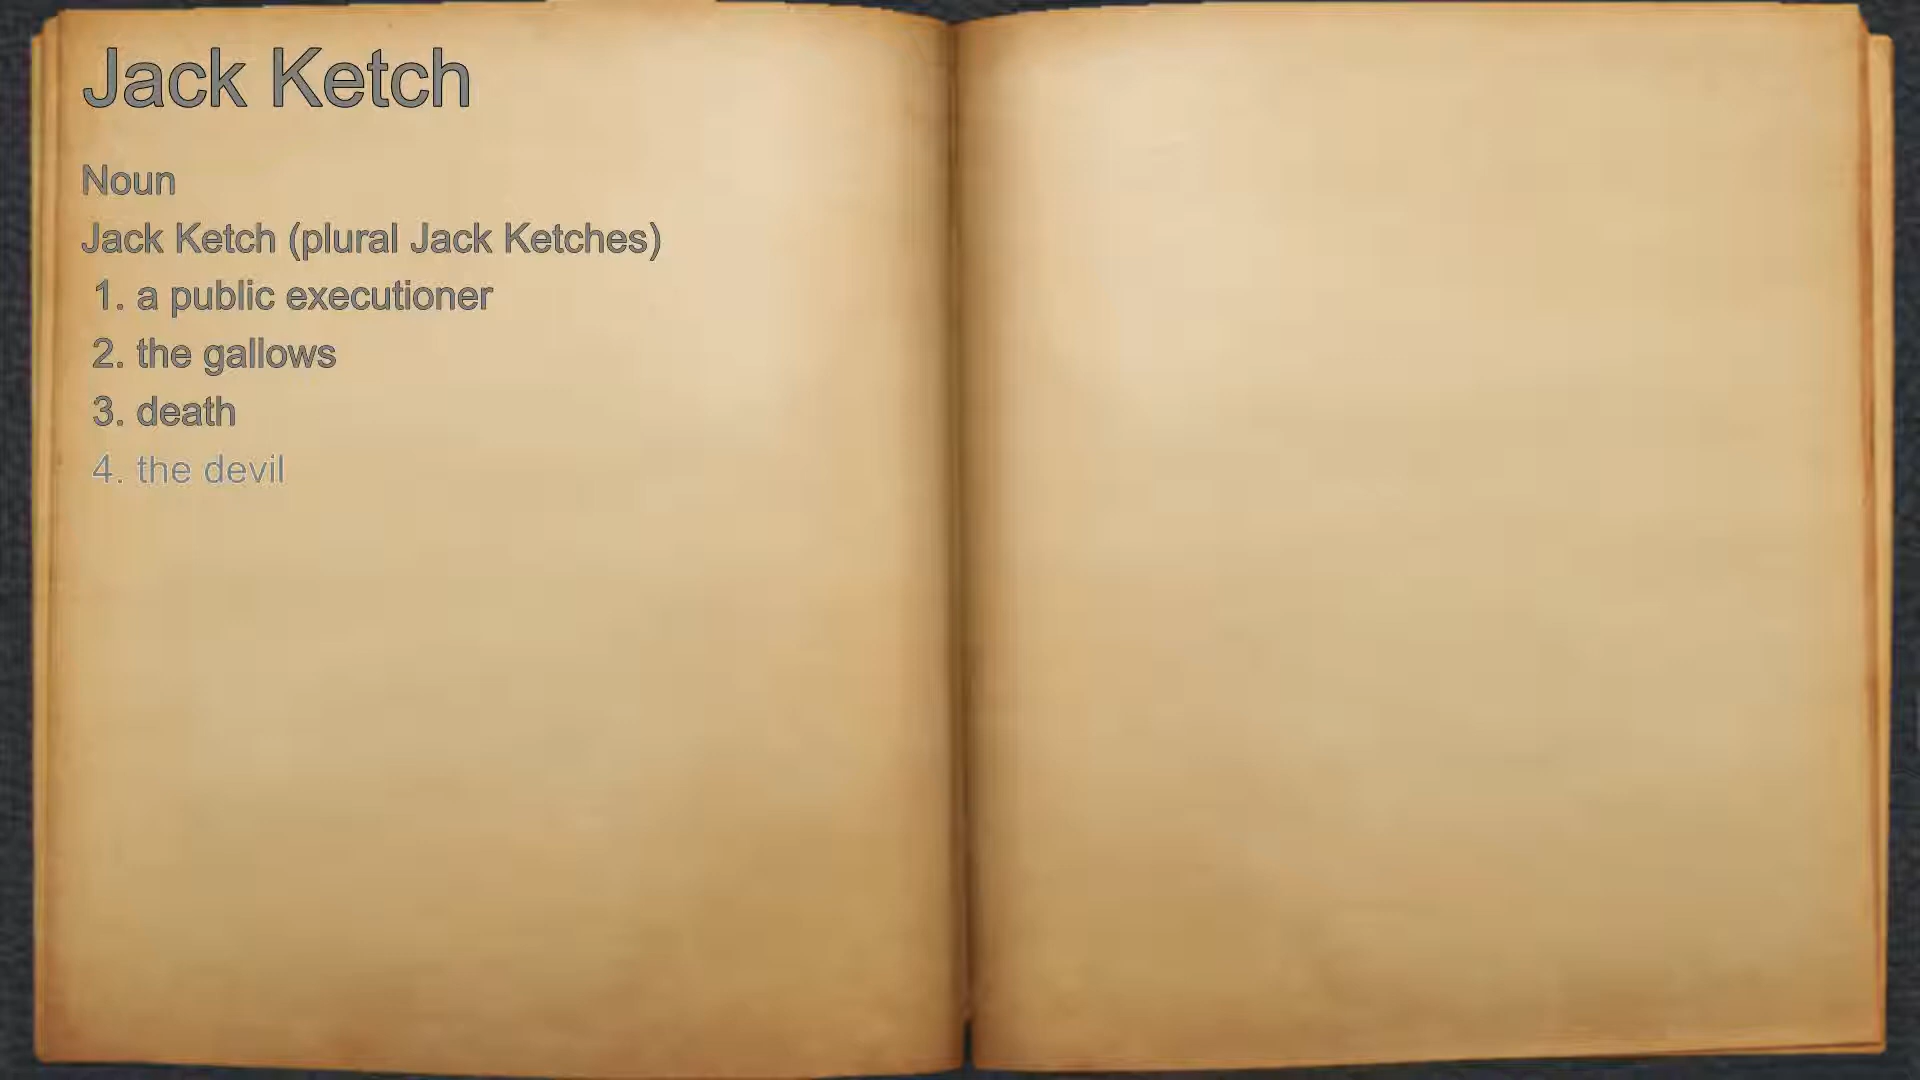 Jack Ketch
Noun
Jack Ketch (plural Jack Ketches)
1. a public executioner
2. the gallows
3. death
4. the devil